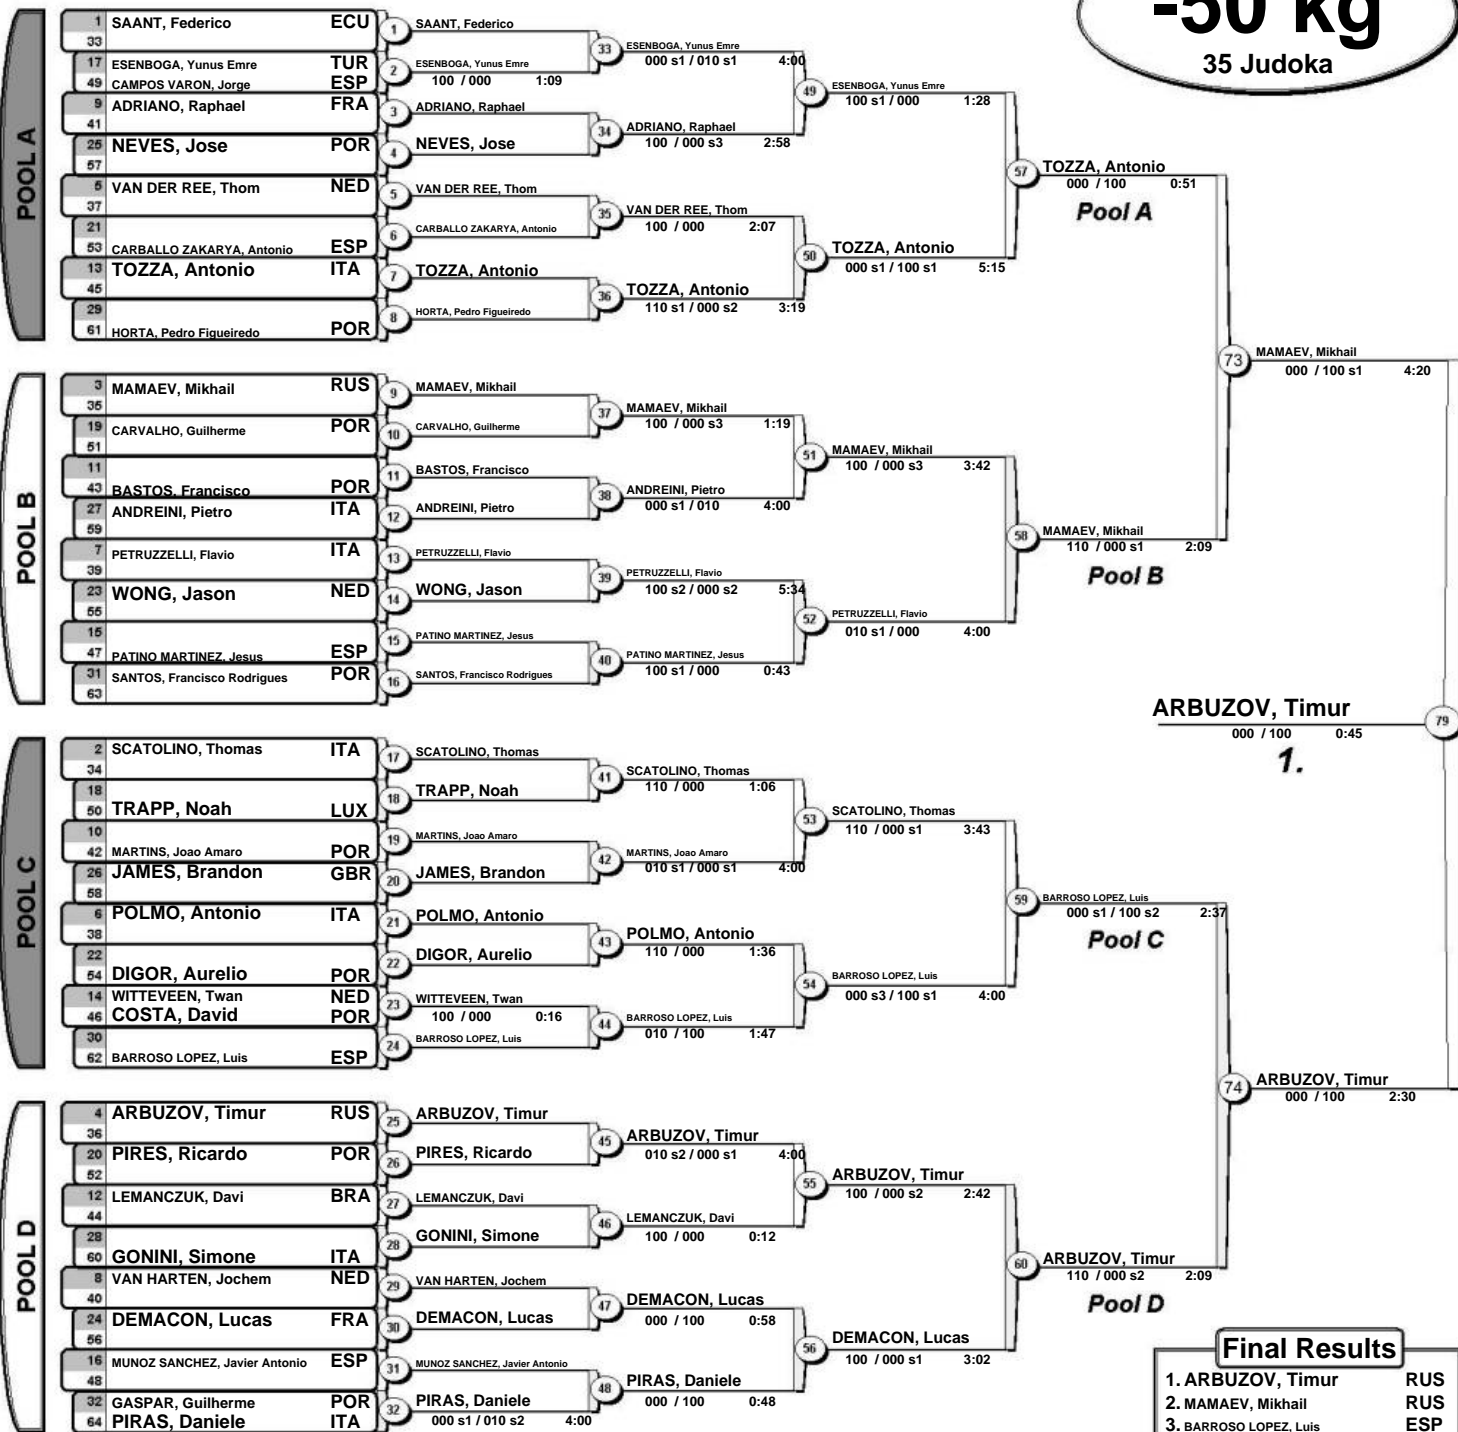 -50 kg
35 Judoka
POOL A
1 SAANT, Federico ECU
33
17 ESENBOGA, Yunus Emre TUR
49 CAMPOS VARON, Jorge ESP
9 ADRIANO, Raphael FRA
41
25 NEVES, Jose POR
57
5 VAN DER REE, Thom NED
37
21
53 CARBALLO ZAKARYA, Antonio ESP
13 TOZZA, Antonio ITA
45
29
61 HORTA, Pedro Figueiredo POR
1 SAANT, Federico
2 ESENBOGA, Yunus Emre
100 / 000 1:09
3 ADRIANO, Raphael
4 NEVES, Jose
5 VAN DER REE, Thom
6 CARBALLO ZAKARYA, Antonio
7 TOZZA, Antonio
8 HORTA, Pedro Figueiredo
33 ESENBOGA, Yunus Emre
000 s1 / 010 s1 4:00
34 ADRIANO, Raphael
100 / 000 s3 2:58
35 VAN DER REE, Thom
100 / 000 2:07
36 TOZZA, Antonio
110 s1 / 000 s2 3:19
49 ESENBOGA, Yunus Emre
100 s1 / 000 1:28
50 TOZZA, Antonio
000 s1 / 100 s1 5:15
57 TOZZA, Antonio
000 / 100 0:51
Pool A
POOL B
3 MAMAEV, Mikhail RUS
35
19 CARVALHO, Guilherme POR
51
11
43 BASTOS, Francisco POR
27 ANDREINI, Pietro ITA
59
7 PETRUZZELLI, Flavio ITA
39
23 WONG, Jason NED
55
15
47 PATINO MARTINEZ, Jesus ESP
31 SANTOS, Francisco Rodrigues POR
63
9 MAMAEV, Mikhail
10 CARVALHO, Guilherme
11 BASTOS, Francisco
12 ANDREINI, Pietro
13 PETRUZZELLI, Flavio
14 WONG, Jason
15 PATINO MARTINEZ, Jesus
16 SANTOS, Francisco Rodrigues
37 MAMAEV, Mikhail
100 / 000 s3 1:19
38 ANDREINI, Pietro
000 s1 / 010 4:00
39 PETRUZZELLI, Flavio
100 s2 / 000 s2 5:34
40 PATINO MARTINEZ, Jesus
100 s1 / 000 0:43
51 MAMAEV, Mikhail
100 / 000 s3 3:42
52 PETRUZZELLI, Flavio
010 s1 / 000 4:00
58 MAMAEV, Mikhail
110 / 000 s1 2:09
Pool B
73 MAMAEV, Mikhail
000 / 100 s1 4:20
ARBUZOV, Timur 79
000 / 100 0:45
1.
POOL C
2 SCATOLINO, Thomas ITA
34
18
50 TRAPP, Noah LUX
10
42 MARTINS, Joao Amaro POR
26 JAMES, Brandon GBR
58
6 POLMO, Antonio ITA
38
22
54 DIGOR, Aurelio POR
14 WITTEVEEN, Twan NED
46 COSTA, David POR
30
62 BARROSO LOPEZ, Luis ESP
17 SCATOLINO, Thomas
18 TRAPP, Noah
19 MARTINS, Joao Amaro
20 JAMES, Brandon
21 POLMO, Antonio
22 DIGOR, Aurelio
23 WITTEVEEN, Twan
100 / 000 0:16
24 BARROSO LOPEZ, Luis
41 SCATOLINO, Thomas
110 / 000 1:06
42 MARTINS, Joao Amaro
010 s1 / 000 s1 4:00
43 POLMO, Antonio
110 / 000 1:36
44 BARROSO LOPEZ, Luis
010 / 100 1:47
53 SCATOLINO, Thomas
110 / 000 s1 3:43
54 BARROSO LOPEZ, Luis
000 s3 / 100 s1 4:00
59 BARROSO LOPEZ, Luis
000 s1 / 100 s2 2:37
Pool C
POOL D
4 ARBUZOV, Timur RUS
36
20 PIRES, Ricardo POR
52
12 LEMANCZUK, Davi BRA
44
28
60 GONINI, Simone ITA
8 VAN HARTEN, Jochem NED
40
24 DEMACON, Lucas FRA
56
16 MUNOZ SANCHEZ, Javier Antonio ESP
48
32 GASPAR, Guilherme POR
64 PIRAS, Daniele ITA
25 ARBUZOV, Timur
26 PIRES, Ricardo
27 LEMANCZUK, Davi
28 GONINI, Simone
29 VAN HARTEN, Jochem
30 DEMACON, Lucas
31 MUNOZ SANCHEZ, Javier Antonio
32 PIRAS, Daniele
000 s1 / 010 s2 4:00
45 ARBUZOV, Timur
010 s2 / 000 s1 4:00
46 LEMANCZUK, Davi
100 / 000 0:12
47 DEMACON, Lucas
000 / 100 0:58
48 PIRAS, Daniele
000 / 100 0:48
55 ARBUZOV, Timur
100 / 000 s2 2:42
56 DEMACON, Lucas
100 / 000 s1 3:02
60 ARBUZOV, Timur
110 / 000 s2 2:09
Pool D
74 ARBUZOV, Timur
000 / 100 2:30
Final Results
1. ARBUZOV, Timur RUS
2. MAMAEV, Mikhail RUS
3. BARROSO LOPEZ, Luis ESP